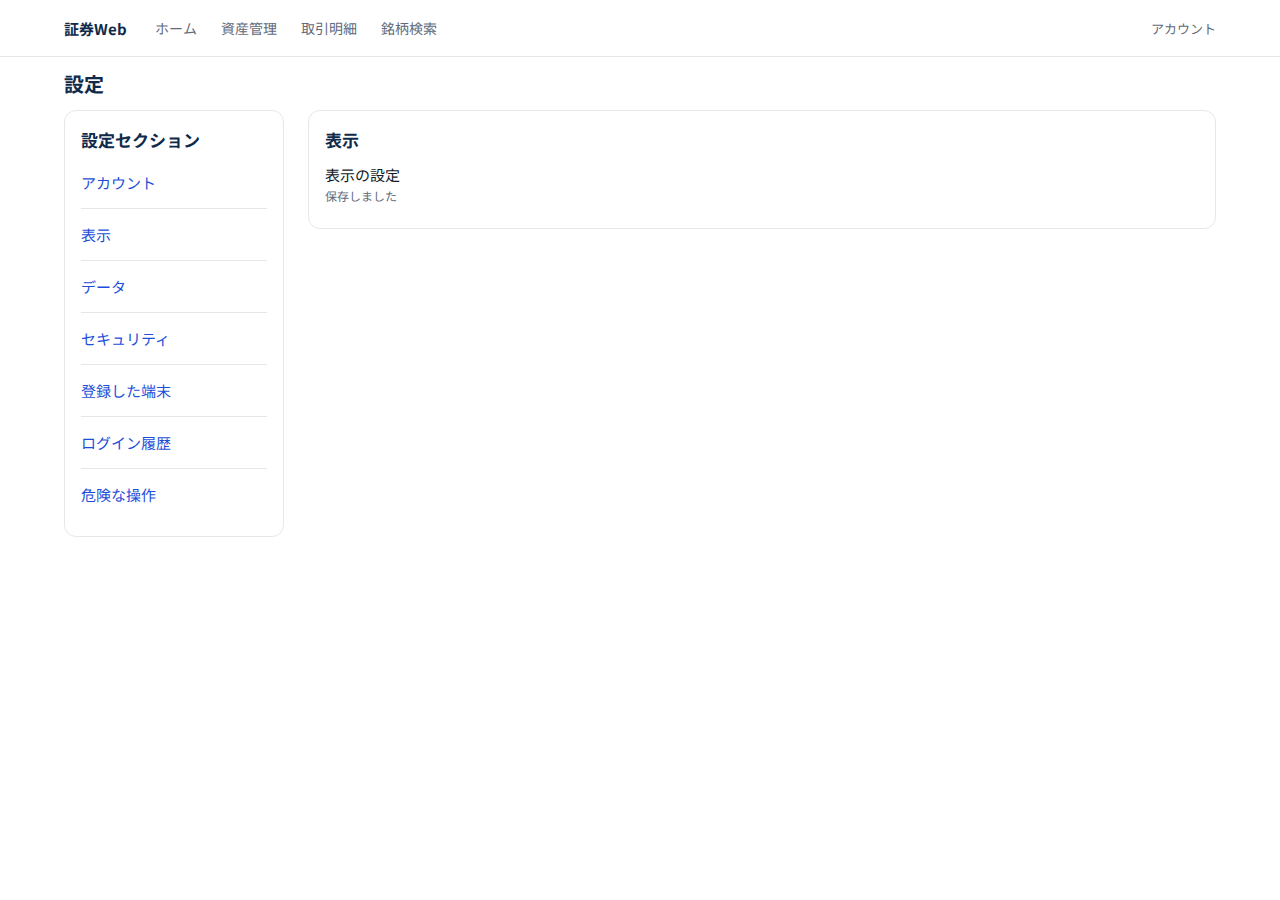 証券Web ホーム 資産管理 取引明細 銘柄検索 アカウント
設定
設定セクション
アカウント
表示
データ
セキュリティ
登録した端末
ログイン履歴
危険な操作
表示
表示の設定
保存しました